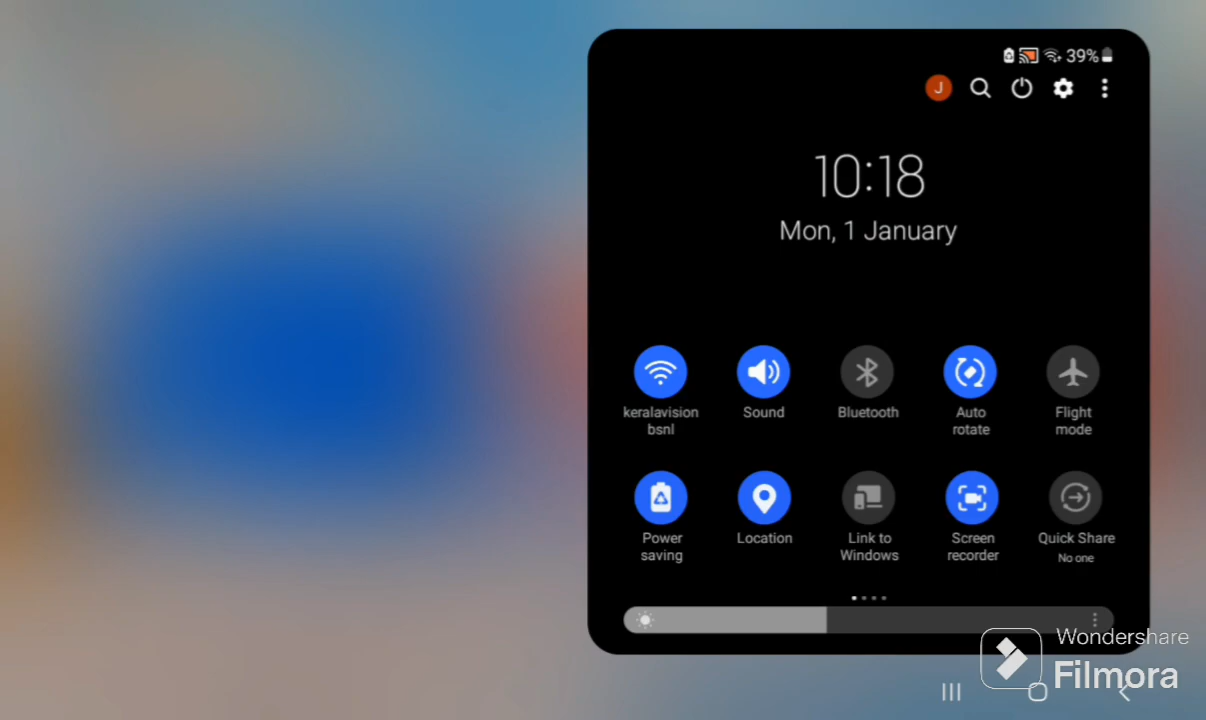 39%
J
10:18
Mon, 1 January
keralavision
bsnl
Sound
Bluetooth
Auto
rotate
Flight
mode
Power
saving
Location
Link to
Windows
Screen
recorder
Quick Share
No one
Wondershare
Filmora